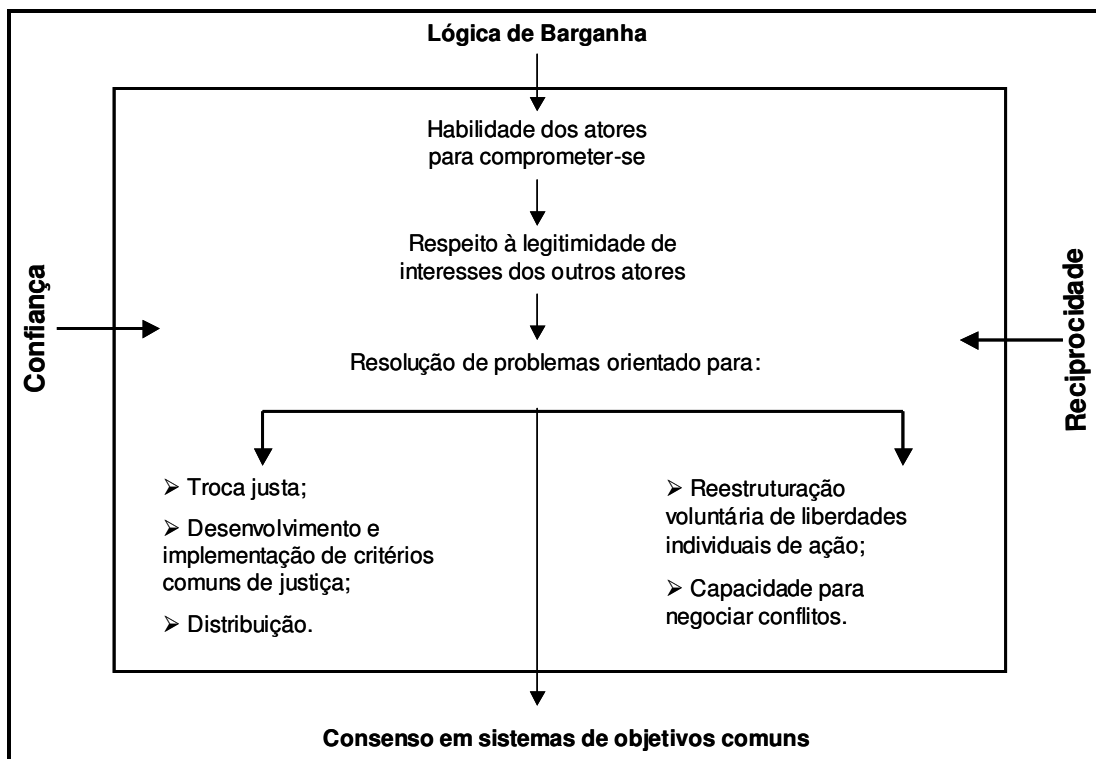 Lógica de Barganha
Habilidade dos atores
para comprometer-se
Respeito à legitimidade de
interesses dos outros atores
Confiança
Reciprocidade
Resolução de problemas orientado para:
➢ Troca justa;
➢ Desenvolvimento e
implementação de critérios
comuns de justiça;
➢ Distribuição.
➢ Reestruturação
voluntária de liberdades
individuais de ação;
➢ Capacidade para
negociar conflitos.
Consenso em sistemas de objetivos comuns